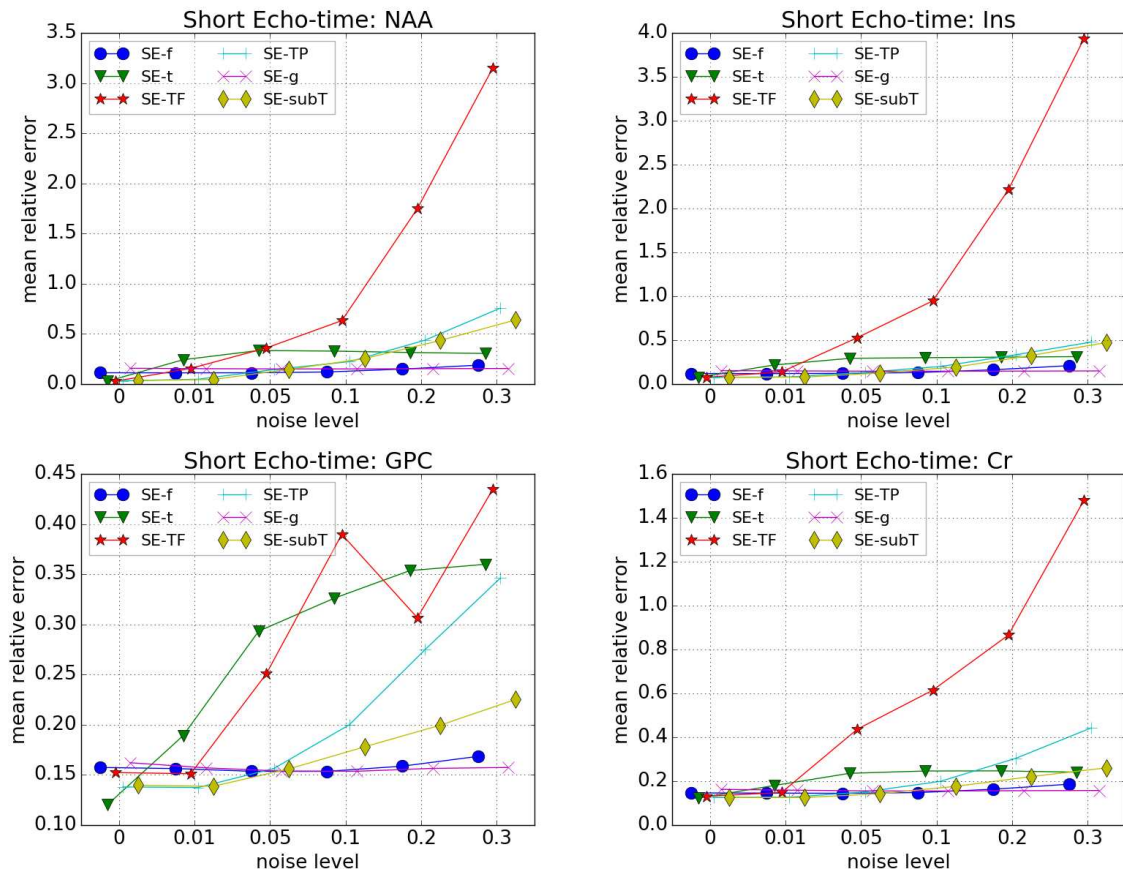 Short Echo-time: NAA
3.5
3.0
2.5
2.0
1.5
1.0
0.5
0.0
mean relative error
SE-f
SE-t
SE-TF
SE-TP
SE-g
SE-subT
0 0.01 0.05 0.1 0.2 0.3
noise level
Short Echo-time: Ins
4.0
3.5
3.0
2.5
2.0
1.5
1.0
0.5
0.0
mean relative error
SE-f
SE-t
SE-TF
SE-TP
SE-g
SE-subT
0 0.01 0.05 0.1 0.2 0.3
noise level
Short Echo-time: GPC
0.45
0.40
0.35
0.30
0.25
0.20
0.15
0.10
mean relative error
SE-f
SE-t
SE-TF
SE-TP
SE-g
SE-subT
0 0.01 0.05 0.1 0.2 0.3
noise level
Short Echo-time: Cr
1.6
1.4
1.2
1.0
0.8
0.6
0.4
0.2
0.0
mean relative error
SE-f
SE-t
SE-TF
SE-TP
SE-g
SE-subT
0 0.01 0.05 0.1 0.2 0.3
noise level